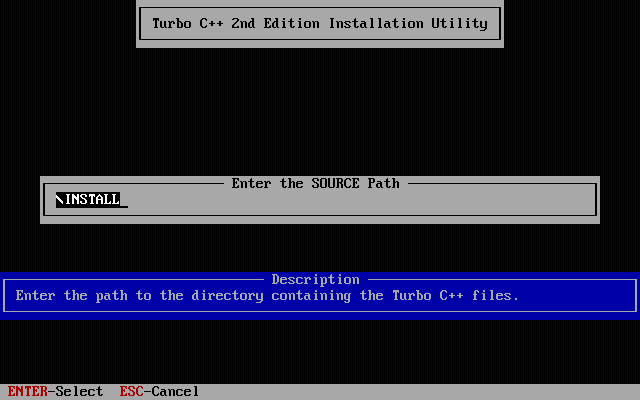 Turbo C++ 2nd Edition Installation Utility
Enter the SOURCE Path
\INSTALL_
Description
Enter the path to the directory containing the Turbo C++ files.
ENTER-Select ESC-Cancel